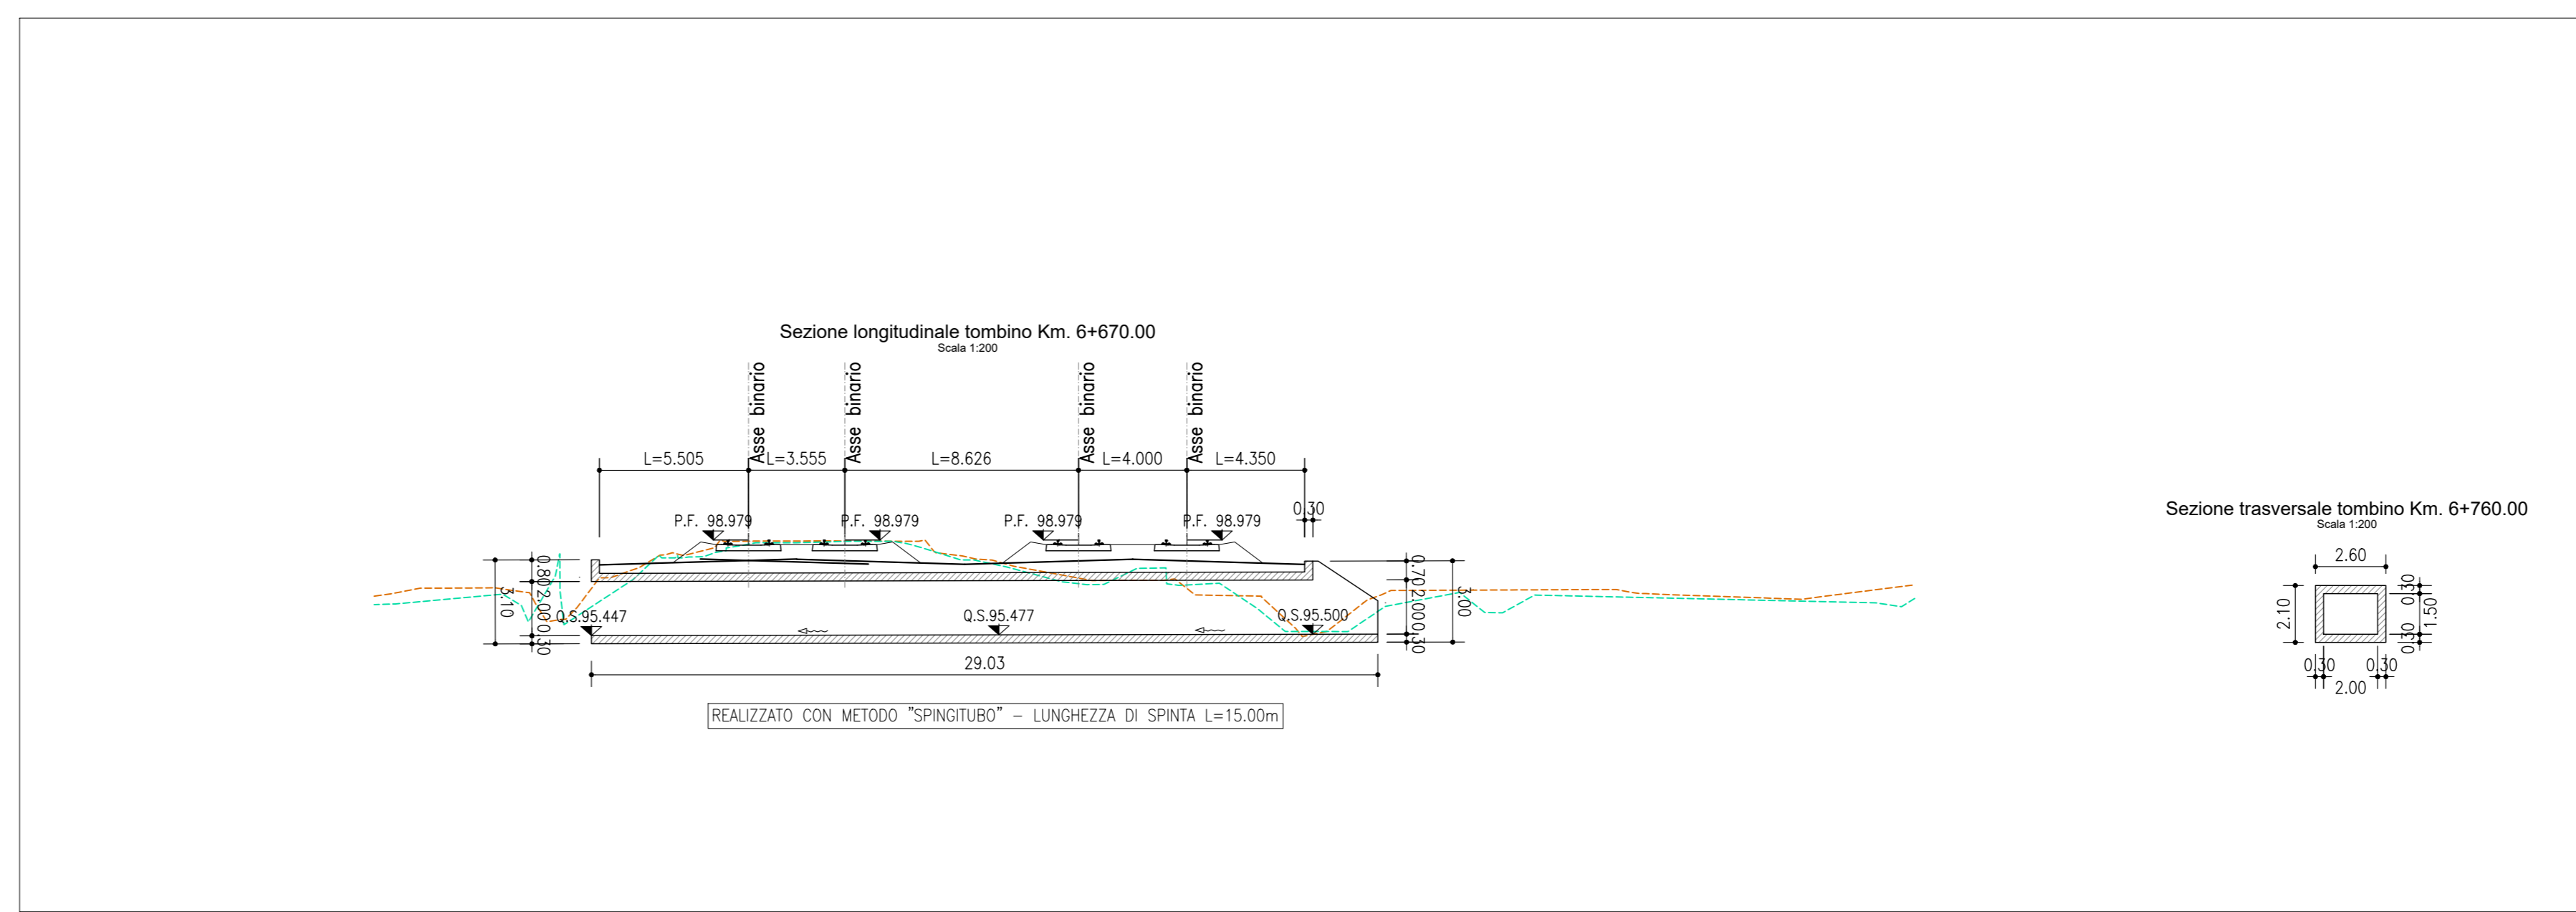 Sezione longitudinale tombino Km. 6+670.00
Scala 1:200
Asse binario
Asse binario
Asse binario
Asse binario
L=5.505
L=3.555
L=8.626
L=4.000
L=4.350
0.30
P.F. 98.979
P.F. 98.979
P.F. 98.979
P.F. 98.979
3.10
0.80
2.00
0.30
Q.S.95.447
Q.S.95.477
Q.S.95.500
0.70
2.00
0.30
3.00
29.03
REALIZZATO CON METODO "SPINGITUBO" – LUNGHEZZA DI SPINTA L=15.00m
Sezione trasversale tombino Km. 6+760.00
Scala 1:200
2.60
2.10
0.30
1.50
0.30
0.30
0.30
2.00